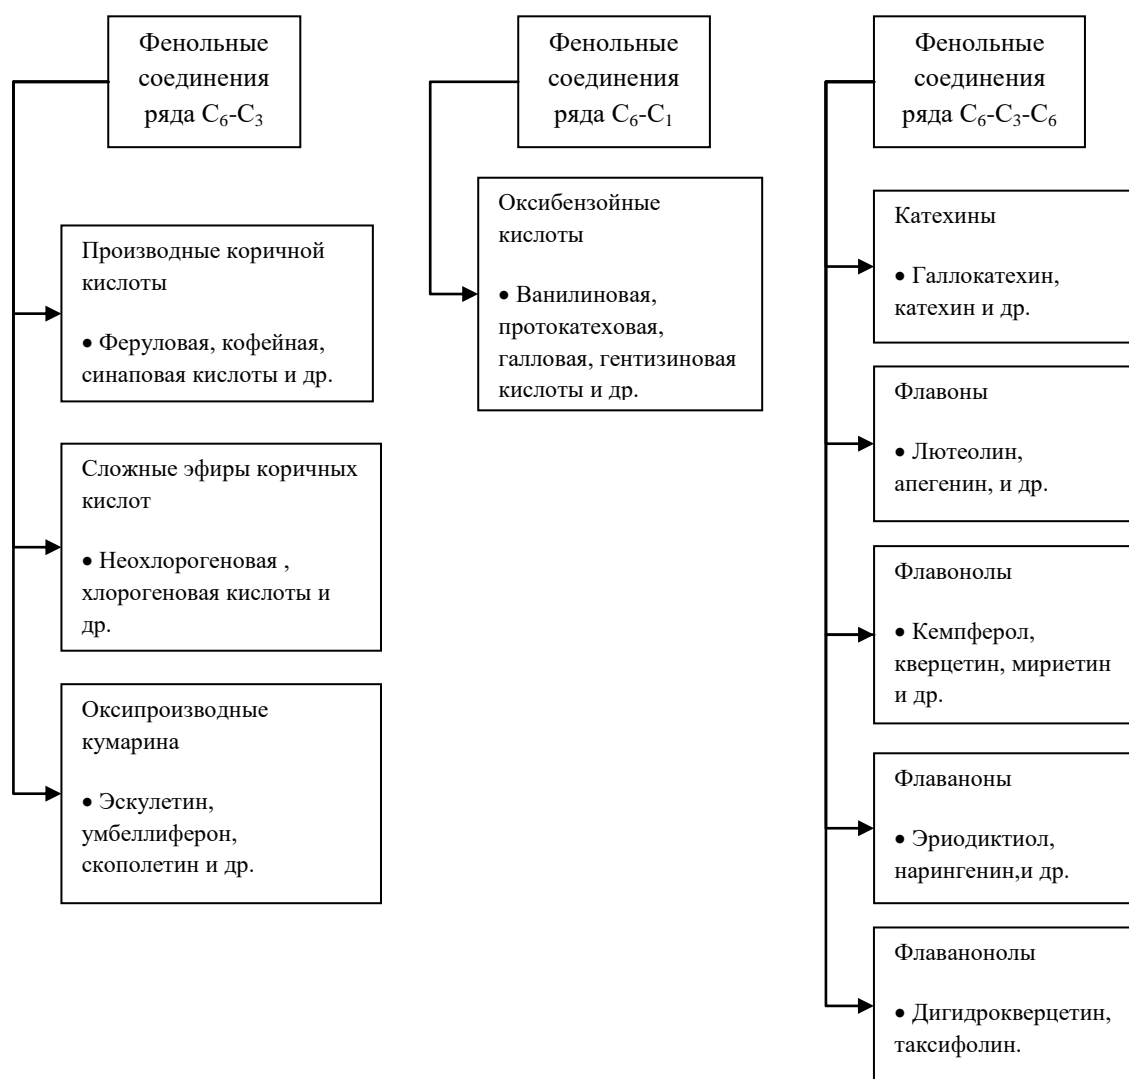 Фенольные
соединения
ряда C₆-C₃
Производные коричной
кислоты
• Феруловая, кофейная,
синаповая кислоты и др.
Сложные эфиры коричных
кислот
• Неохлорогеновая ,
хлорогеновая кислоты и
др.
Оксипроизводные
кумарина
• Эскулетин,
умбеллиферон,
скополетин и др.
Фенольные
соединения
ряда C₆-C₁
Оксибензойные
кислоты
• Ванилиновая,
протокатеховая,
галловая, гентизиновая
кислоты и др.
Фенольные
соединения
ряда C₆-C₃-C₆
Катехины
• Галлокатехин,
катехин и др.
Флавоны
• Лютеолин,
апегенин, и др.
Флавонолы
• Кемпферол,
кверцетин, мириетин
и др.
Флаваноны
• Эриодиктиол,
нарингенин,и др.
Флаванонолы
• Дигидрокверцетин,
таксифолин.